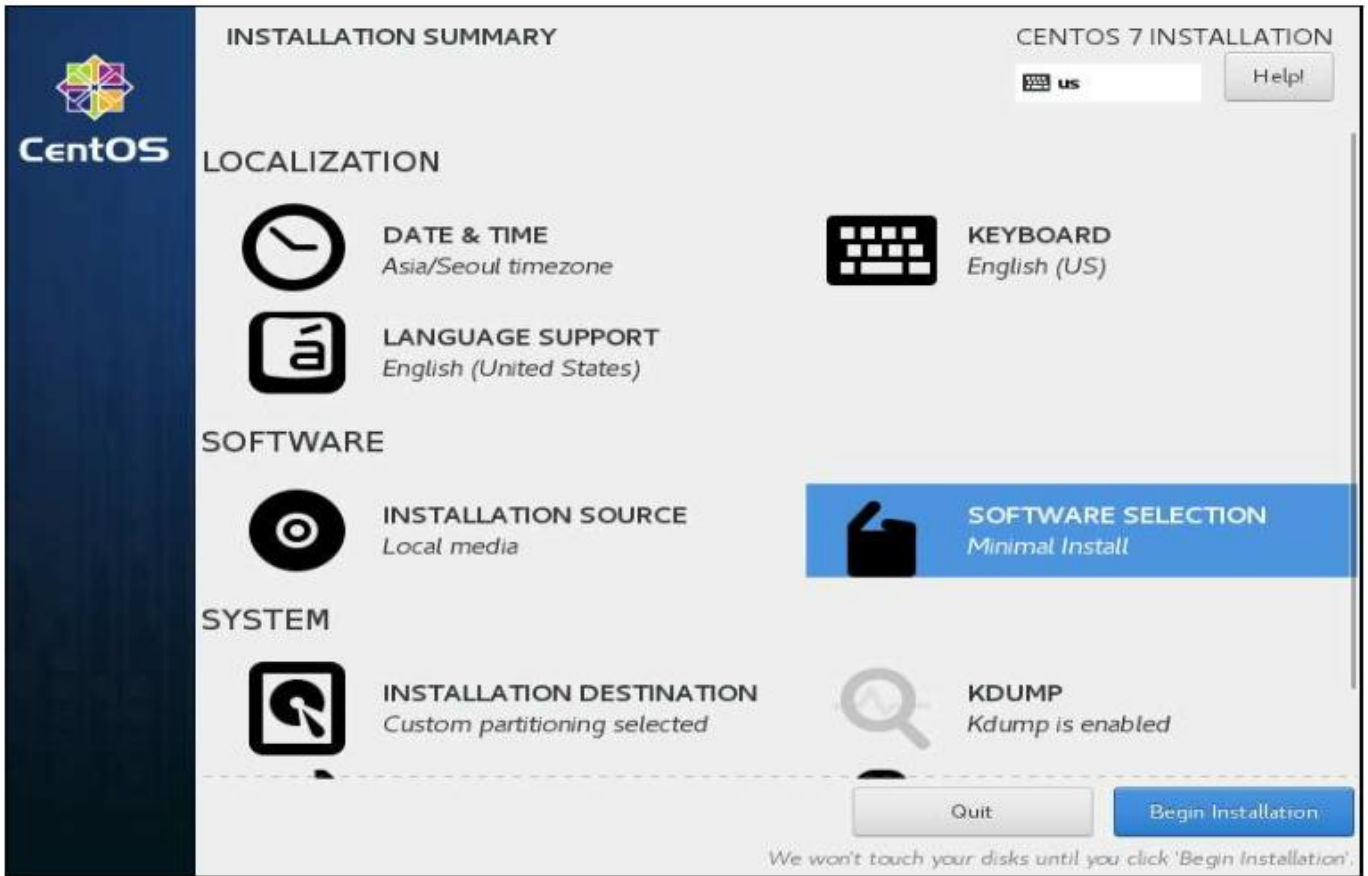 INSTALLATION SUMMARY
CENTOS 7 INSTALLATION
us
Help!
CentOS
LOCALIZATION
DATE & TIME
Asia/Seoul timezone
KEYBOARD
English (US)
á
LANGUAGE SUPPORT
English (United States)
SOFTWARE
INSTALLATION SOURCE
Local media
SOFTWARE SELECTION
Minimal Install
SYSTEM
INSTALLATION DESTINATION
Custom partitioning selected
KDUMP
Kdump is enabled
Quit
Begin Installation
We won't touch your disks until you click 'Begin Installation'.